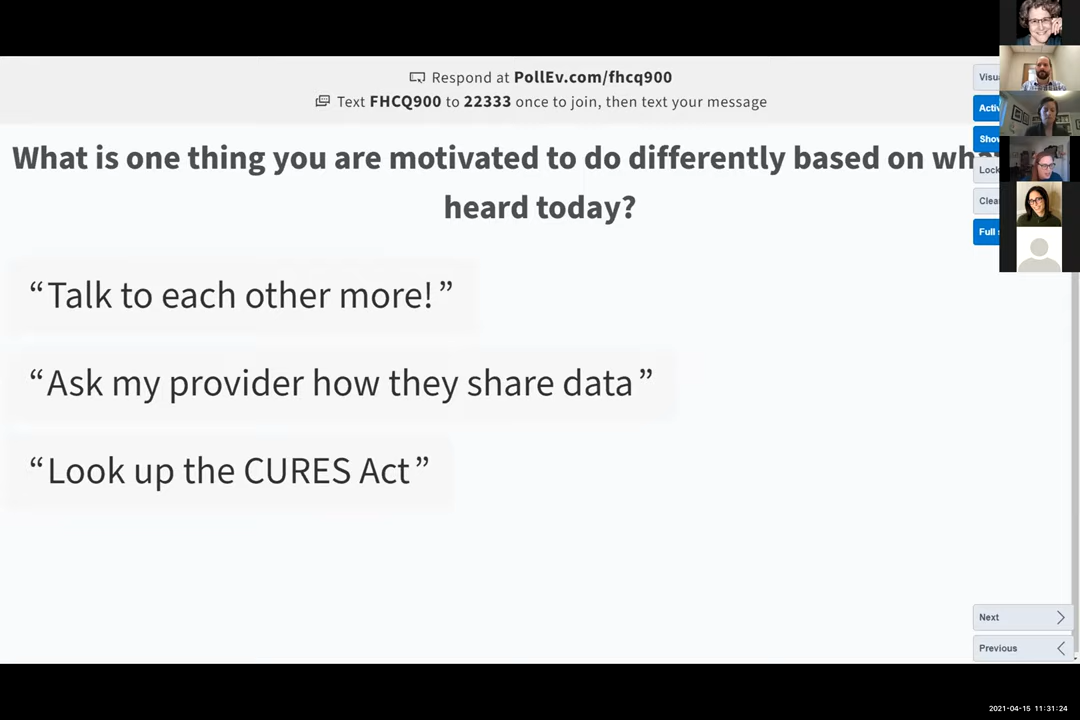 Respond at PollEv.com/fhcq900
Text FHCQ900 to 22333 once to join, then text your message
What is one thing you are motivated to do differently based on
heard today?
“Talk to each other more!”
“Ask my provider how they share data”
“Look up the CURES Act”
Lock
Full
Next
Previous
2021-04-15 11:31:24